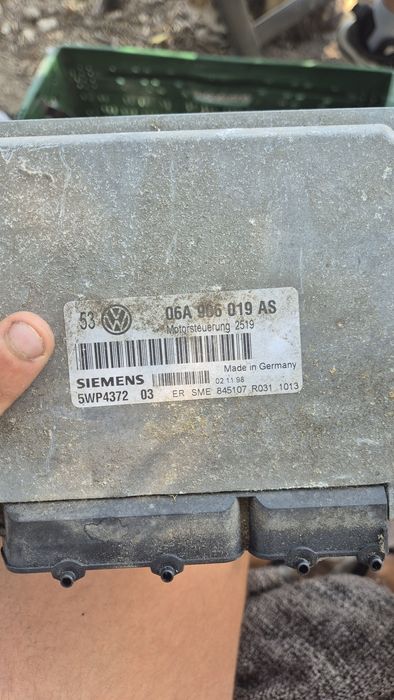 53 06A 906 019 AS
Motorsteuerung 2519
Made in Germany
SIEMENS 02 11 98
5WP4372 03 ER SME 845107 R031 1013